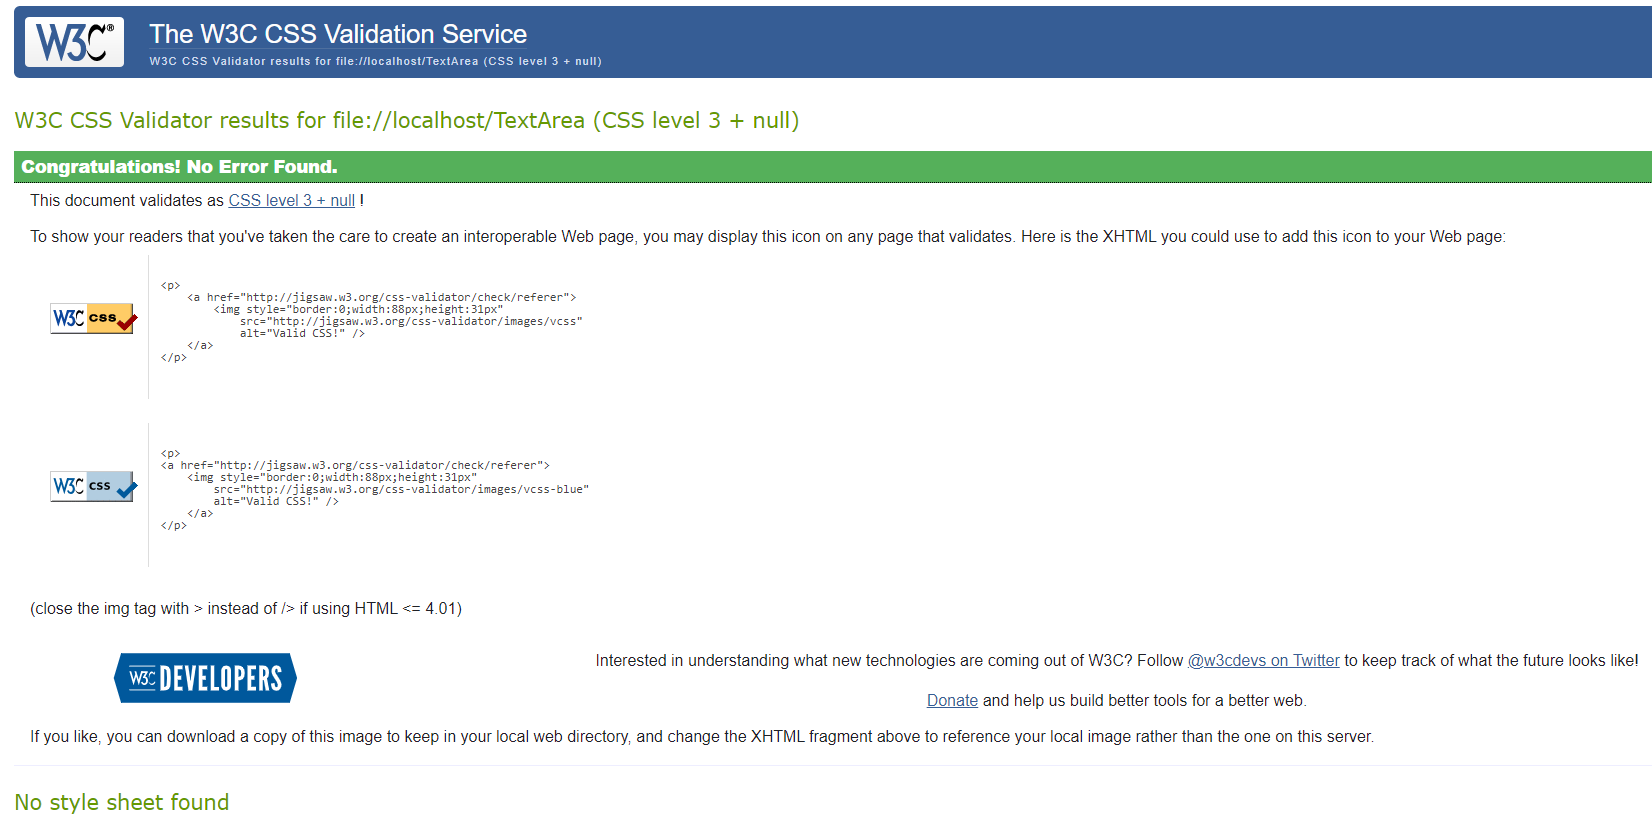 W3C®
The W3C CSS Validation Service
W3C CSS Validator results for file://localhost/TextArea (CSS level 3 + null)
W3C CSS Validator results for file://localhost/TextArea (CSS level 3 + null)
Congratulations! No Error Found.
This document validates as CSS level 3 + null !
To show your readers that you've taken the care to create an interoperable Web page, you may display this icon on any page that validates. Here is the XHTML you could use to add this icon to your Web page:
W3C css
<p>
    <a href="http://jigsaw.w3.org/css-validator/check/referer">
        <img style="border:0;width:88px;height:31px"
            src="http://jigsaw.w3.org/css-validator/images/vcss"
            alt="Valid CSS!" />
    </a>
</p>
W3C css
<p>
<a href="http://jigsaw.w3.org/css-validator/check/referer">
    <img style="border:0;width:88px;height:31px"
        src="http://jigsaw.w3.org/css-validator/images/vcss-blue"
        alt="Valid CSS!" />
    </a>
</p>
(close the img tag with > instead of /> if using HTML <= 4.01)
W3C DEVELOPERS
Interested in understanding what new technologies are coming out of W3C? Follow @w3cdevs on Twitter to keep track of what the future looks like!
Donate and help us build better tools for a better web.
If you like, you can download a copy of this image to keep in your local web directory, and change the XHTML fragment above to reference your local image rather than the one on this server.
No style sheet found